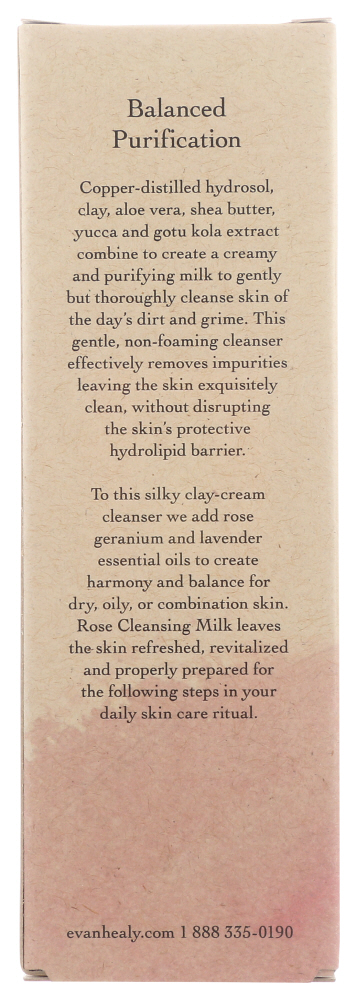 Balanced
Purification
Copper-distilled hydrosol,
clay, aloe vera, shea butter,
yucca and gotu kola extract
combine to create a creamy
and purifying milk to gently
but thoroughly cleanse skin of
the day's dirt and grime. This
gentle, non-foaming cleanser
effectively removes impurities
leaving the skin exquisitely
clean, without disrupting
the skin's protective
hydrolipid barrier.
To this silky clay-cream
cleanser we add rose
geranium and lavender
essential oils to create
harmony and balance for
dry, oily, or combination skin.
Rose Cleansing Milk leaves
the skin refreshed, revitalized
and properly prepared for
the following steps in your
daily skin care ritual.
evanhealy.com 1 888 335-0190